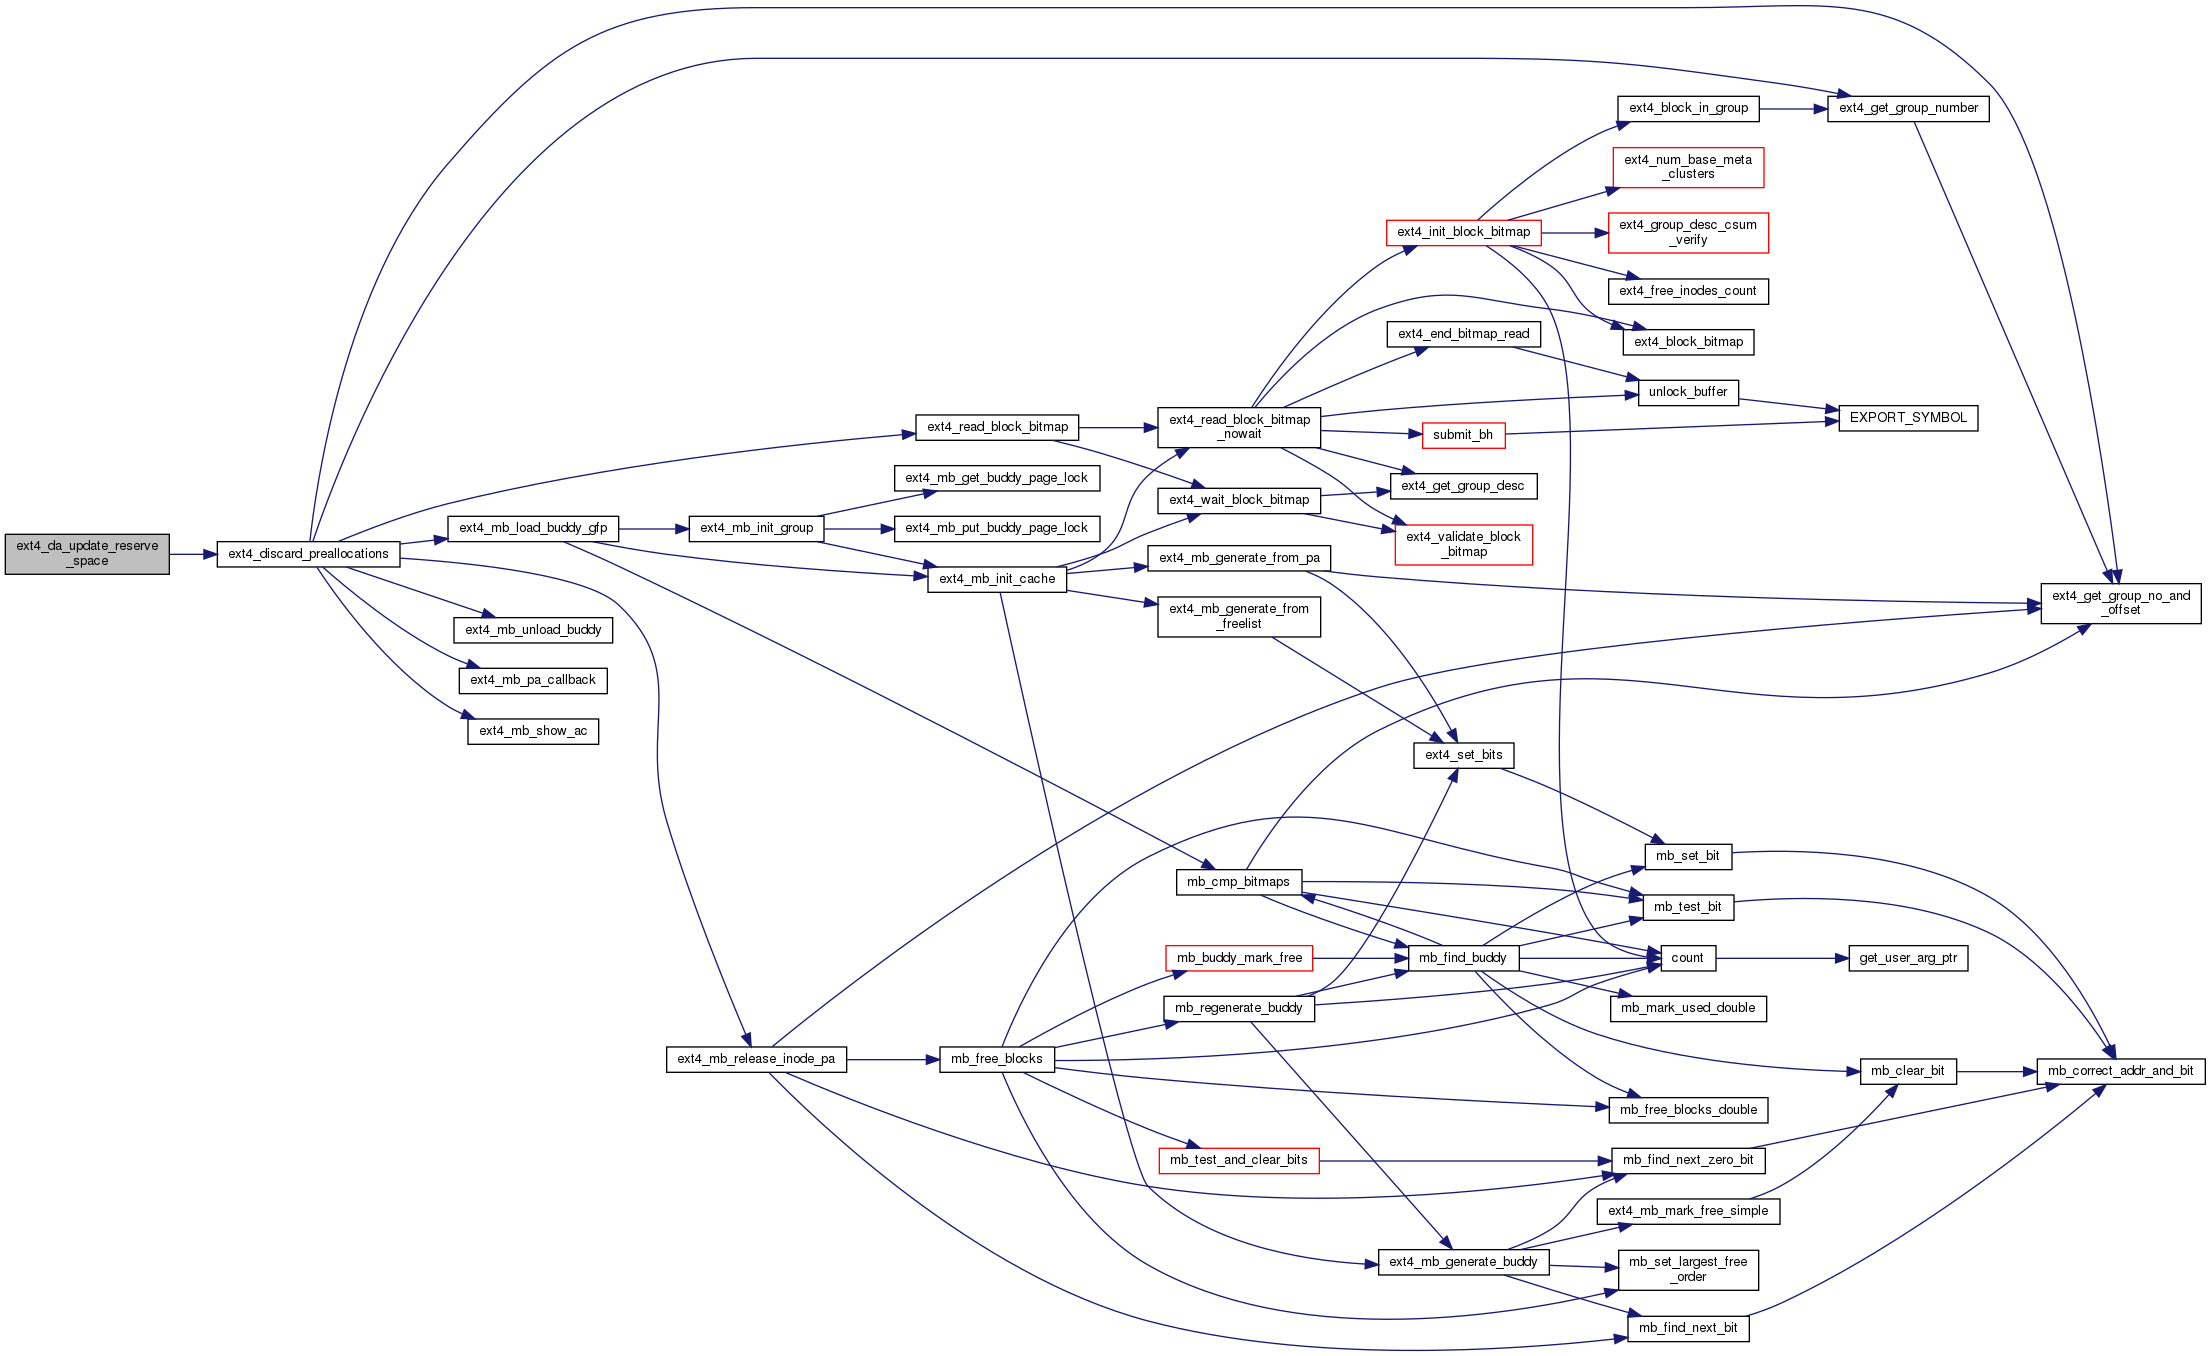 ext4_da_update_reserve
_space
ext4_discard_preallocations
ext4_mb_load_buddy_gfp
ext4_mb_unload_buddy
ext4_mb_pa_callback
ext4_mb_show_ac
ext4_mb_init_group
ext4_mb_release_inode_pa
ext4_read_block_bitmap
ext4_mb_get_buddy_page_lock
ext4_mb_put_buddy_page_lock
ext4_mb_init_cache
mb_free_blocks
ext4_read_block_bitmap
_nowait
ext4_wait_block_bitmap
ext4_mb_generate_from_pa
ext4_mb_generate_from
_freelist
mb_cmp_bitmaps
mb_buddy_mark_free
mb_regenerate_buddy
mb_test_and_clear_bits
ext4_init_block_bitmap
ext4_end_bitmap_read
submit_bh
ext4_get_group_desc
ext4_validate_block
_bitmap
ext4_set_bits
mb_find_buddy
ext4_mb_generate_buddy
ext4_block_in_group
ext4_num_base_meta
_clusters
ext4_group_desc_csum
_verify
ext4_free_inodes_count
ext4_block_bitmap
unlock_buffer
mb_set_bit
mb_test_bit
count
mb_mark_used_double
mb_free_blocks_double
mb_find_next_zero_bit
ext4_mb_mark_free_simple
mb_set_largest_free
_order
mb_find_next_bit
ext4_get_group_number
EXPORT_SYMBOL
get_user_arg_ptr
mb_clear_bit
ext4_get_group_no_and
_offset
mb_correct_addr_and_bit